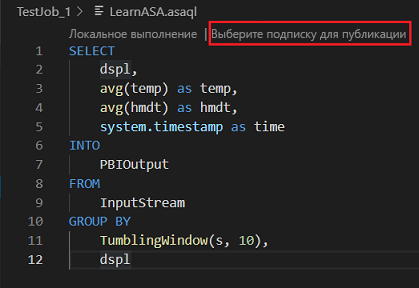 TestJob_1 > LearnASA.asaql
Локальное выполнение | Выберите подписку для публикации
1 SELECT
2 dspl,
3 avg(temp) as temp,
4 avg(hmdt) as hmdt,
5 system.timestamp as time
6 INTO
7 PBIOutput
8 FROM
9 InputStream
10 GROUP BY
11 TumblingWindow(s, 10),
12 dspl